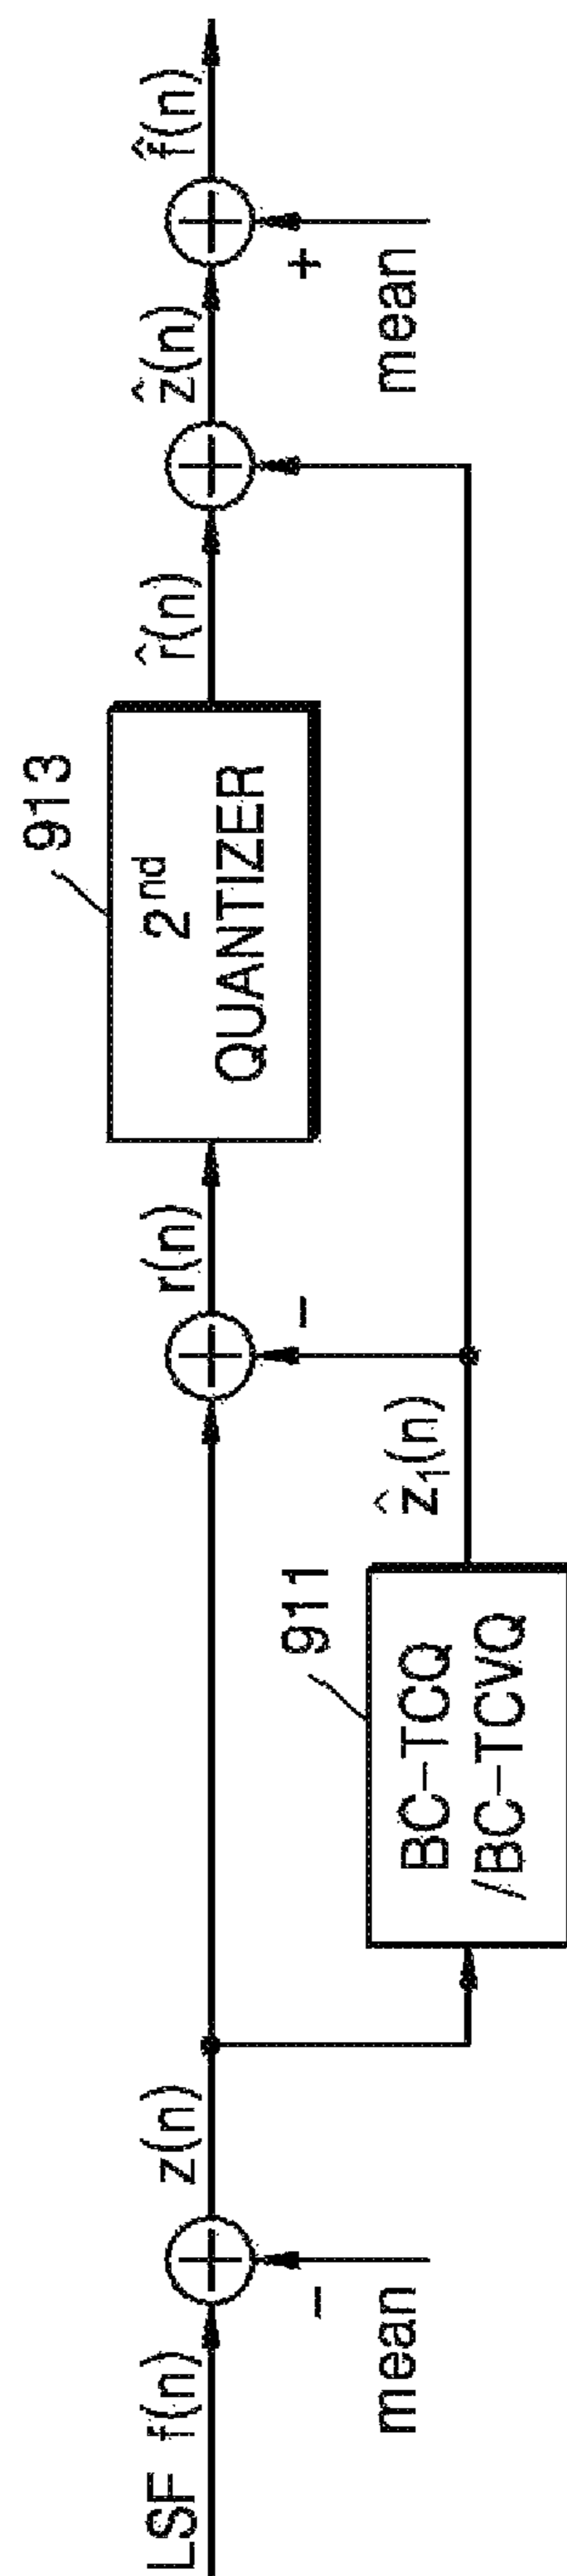 LSF f(n)
−
mean
z(n)
911
BC−TCQ
/BC−TCVQ
ẑ₁(n)
−
r(n)
913
2nd
QUANTIZER
r̂(n)
ẑ(n)
+
mean
f̂(n)